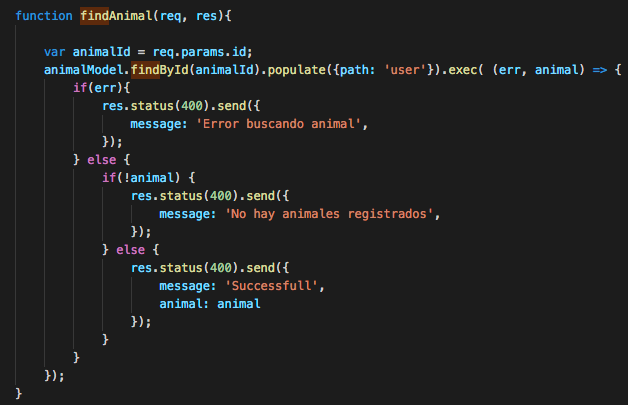 function findAnimal(req, res){
var animalId = req.params.id;
animalModel.findById(animalId).populate({path: 'user'}).exec( (err, animal) => {
if(err){
res.status(400).send({
message: 'Error buscando animal',
});
} else {
if(!animal) {
res.status(400).send({
message: 'No hay animales registrados',
});
} else {
res.status(400).send({
message: 'Successfull',
animal: animal
});
}
}
});
}